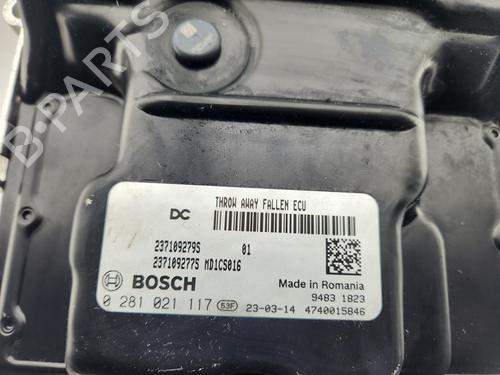 THROW AWAY FALLEN ECU
DC
237109279S 01
237109277S MD1CS016
BOSCH
Made in Romania
9483 1823
0 281 021 117 63F 23-03-14 4740015846
B-Parts